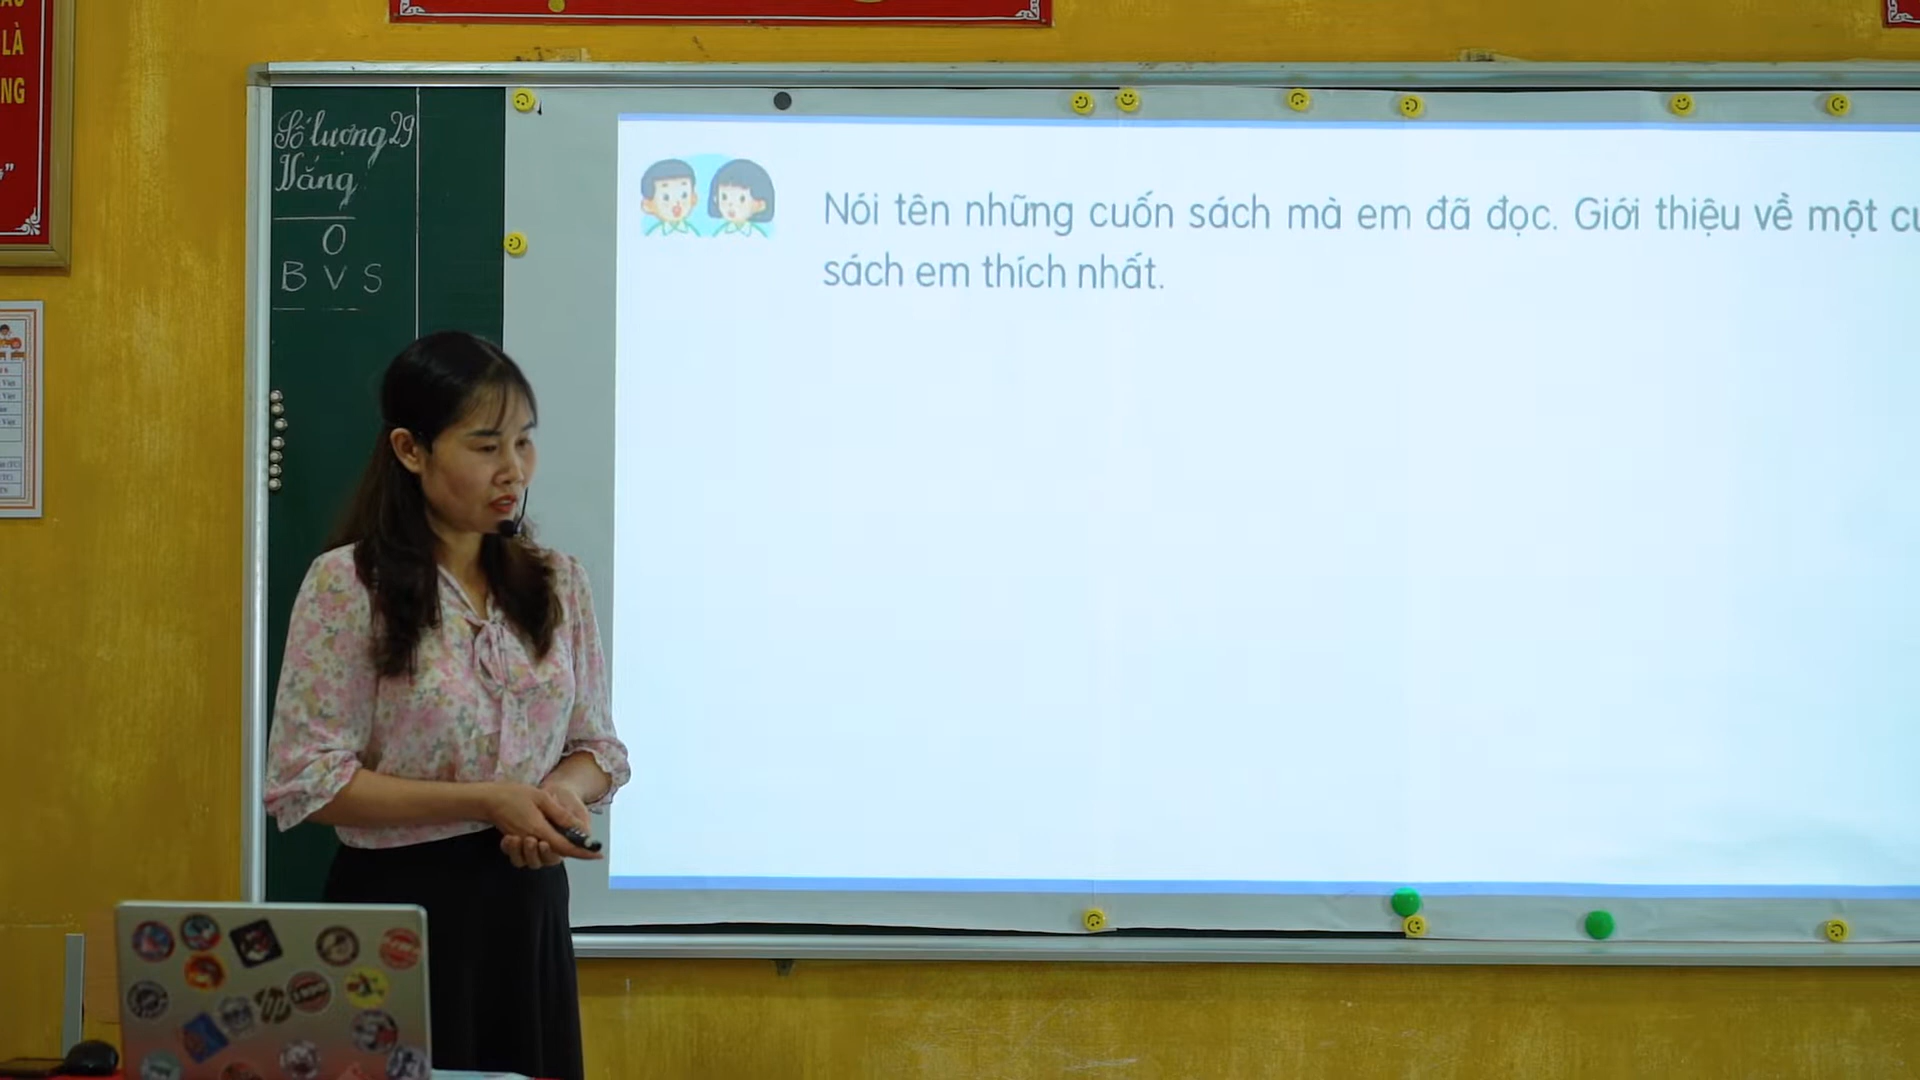 LÀ
NG
Số lượng 29
Vắng
0
B V S
Nói tên những cuốn sách mà em đã đọc. Giới thiệu về một
sách em thích nhất.